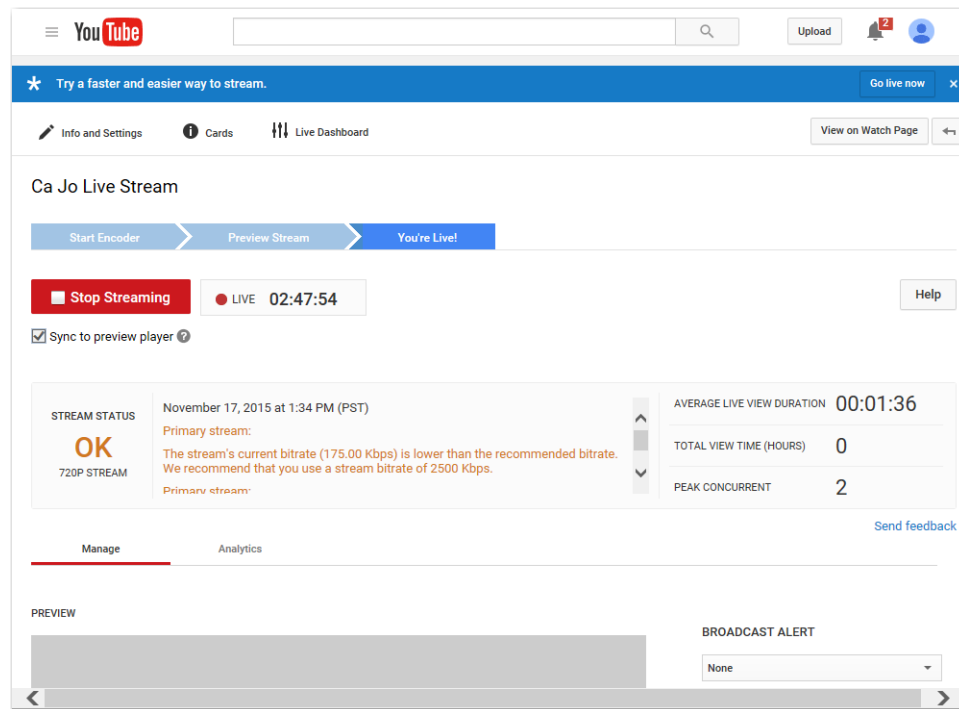 YouTube
Upload
2
Try a faster and easier way to stream.
Go live now
×
Info and Settings
Cards
Live Dashboard
View on Watch Page
Ca Jo Live Stream
Start Encoder
Preview Stream
You're Live!
Stop Streaming
LIVE 02:47:54
Help
Sync to preview player ?
STREAM STATUS
OK
720P STREAM
November 17, 2015 at 1:34 PM (PST)
Primary stream:
The stream's current bitrate (175.00 Kbps) is lower than the recommended bitrate.
We recommend that you use a stream bitrate of 2500 Kbps.
Primary stream:
AVERAGE LIVE VIEW DURATION 00:01:36
TOTAL VIEW TIME (HOURS) 0
PEAK CONCURRENT 2
Send feedback
Manage
Analytics
PREVIEW
BROADCAST ALERT
None